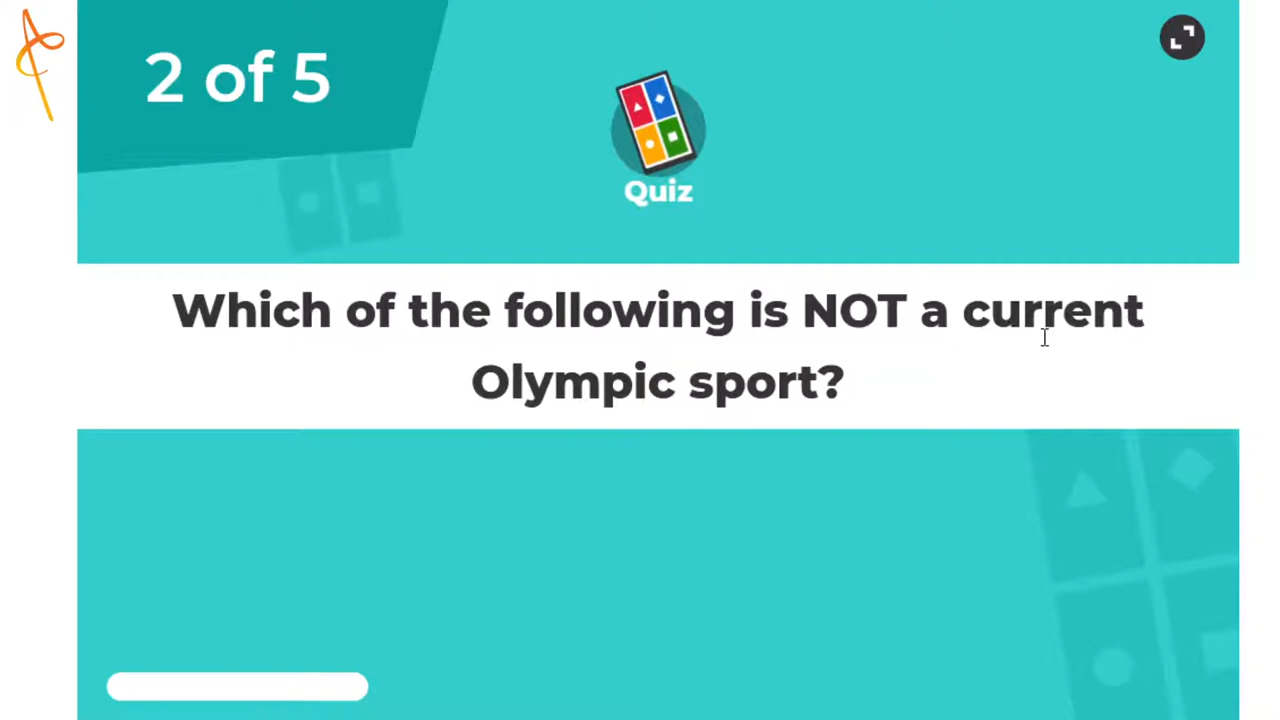 2 of 5
Quiz
Which of the following is NOT a current
Olympic sport?